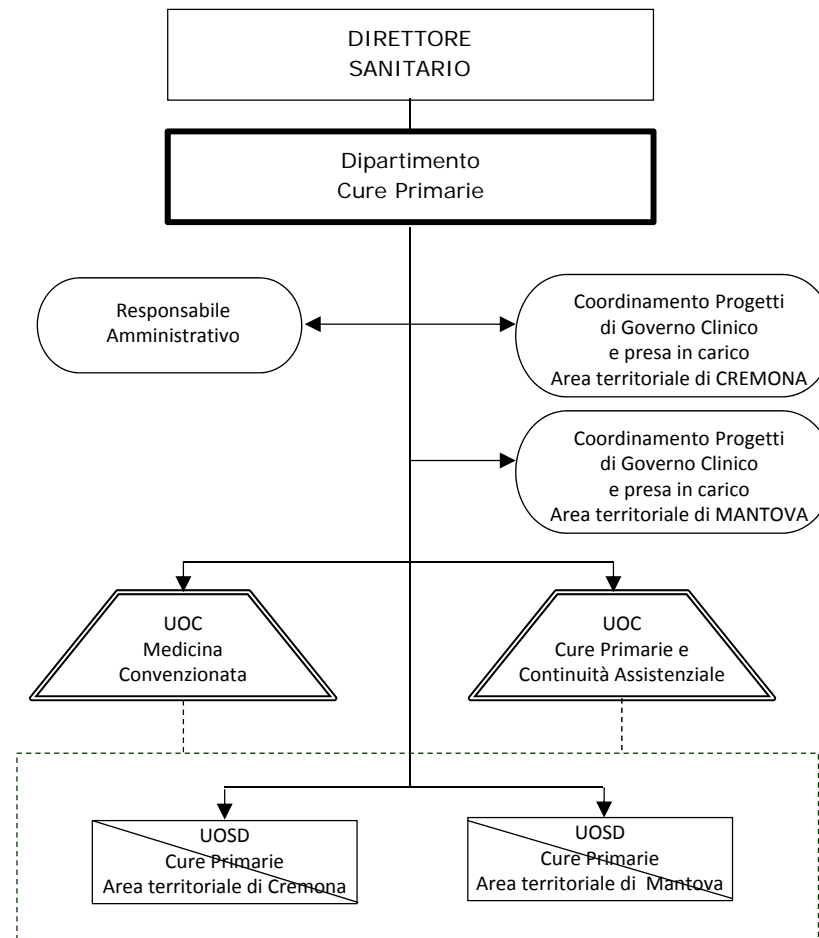 DIRETTORE
SANITARIO
Dipartimento
Cure Primarie
Responsabile
Amministrativo
Coordinamento Progetti
di Governo Clinico
e presa in carico
Area territoriale di CREMONA
Coordinamento Progetti
di Governo Clinico
e presa in carico
Area territoriale di MANTOVA
UOC
Medicina
Convenzionata
UOC
Cure Primarie e
Continuità Assistenziale
UOSD
Cure Primarie
Area territoriale di Cremona
UOSD
Cure Primarie
Area territoriale di Mantova